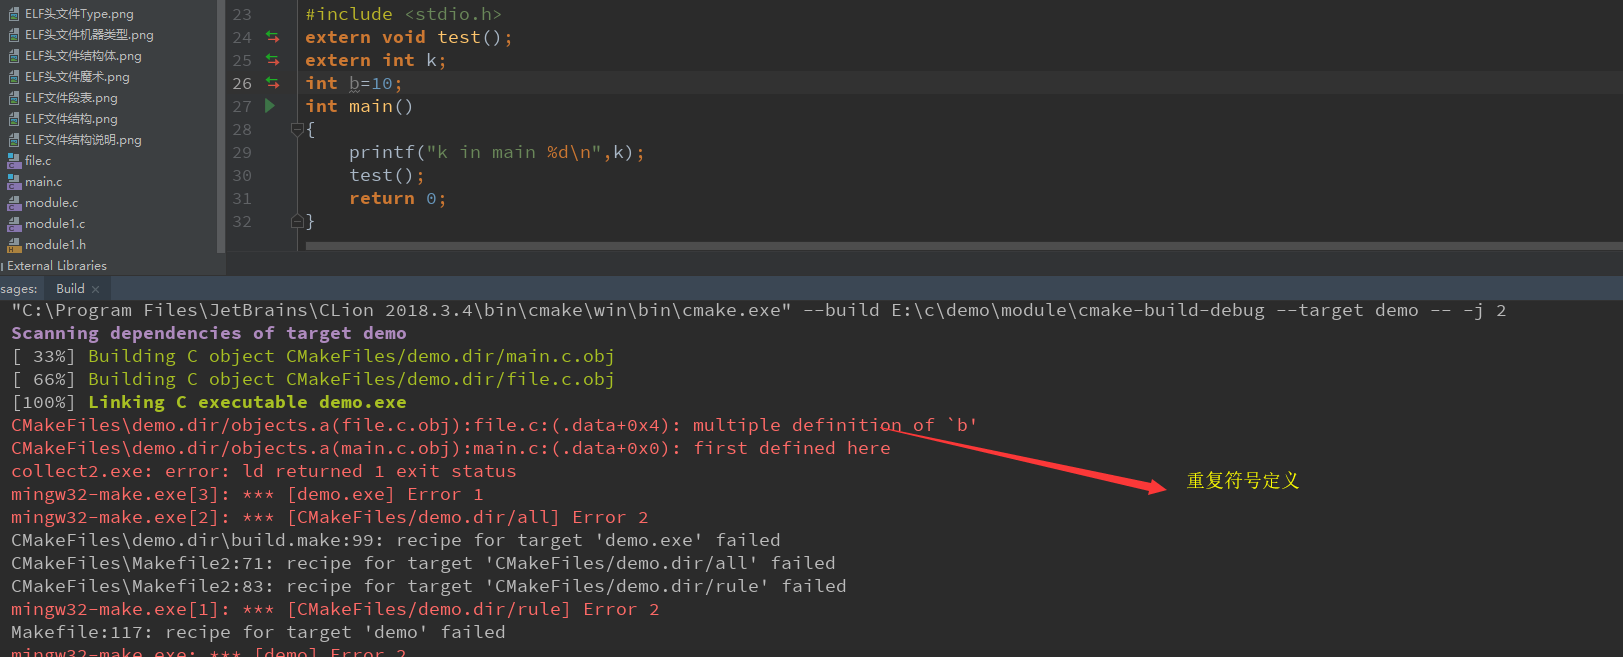 ELF头文件Type.png
ELF头文件机器类型.png
ELF头文件结构体.png
ELF头文件魔术.png
ELF文件段表.png
ELF文件结构.png
ELF文件结构说明.png
file.c
main.c
module.c
module1.c
module1.h
External Libraries
23 #include <stdio.h>
24 extern void test();
25 extern int k;
26 int b=10;
27 int main()
28 {
29 printf("k in main %d\n",k);
30 test();
31 return 0;
32 }
sages: Build ×
"C:\Program Files\JetBrains\CLion 2018.3.4\bin\cmake\win\bin\cmake.exe" --build E:\c\demo\module\cmake-build-debug --target demo -- -j 2
Scanning dependencies of target demo
[ 33%] Building C object CMakeFiles/demo.dir/main.c.obj
[ 66%] Building C object CMakeFiles/demo.dir/file.c.obj
[100%] Linking C executable demo.exe
CMakeFiles\demo.dir/objects.a(file.c.obj):file.c:(.data+0x4): multiple definition of `b'
CMakeFiles\demo.dir/objects.a(main.c.obj):main.c:(.data+0x0): first defined here
collect2.exe: error: ld returned 1 exit status
重复符号定义
mingw32-make.exe[3]: *** [demo.exe] Error 1
mingw32-make.exe[2]: *** [CMakeFiles/demo.dir/all] Error 2
CMakeFiles\demo.dir\build.make:99: recipe for target 'demo.exe' failed
CMakeFiles\Makefile2:71: recipe for target 'CMakeFiles/demo.dir/all' failed
CMakeFiles\Makefile2:83: recipe for target 'CMakeFiles/demo.dir/rule' failed
mingw32-make.exe[1]: *** [CMakeFiles/demo.dir/rule] Error 2
Makefile:117: recipe for target 'demo' failed
mingw32-make.exe: *** [demo] Error 2